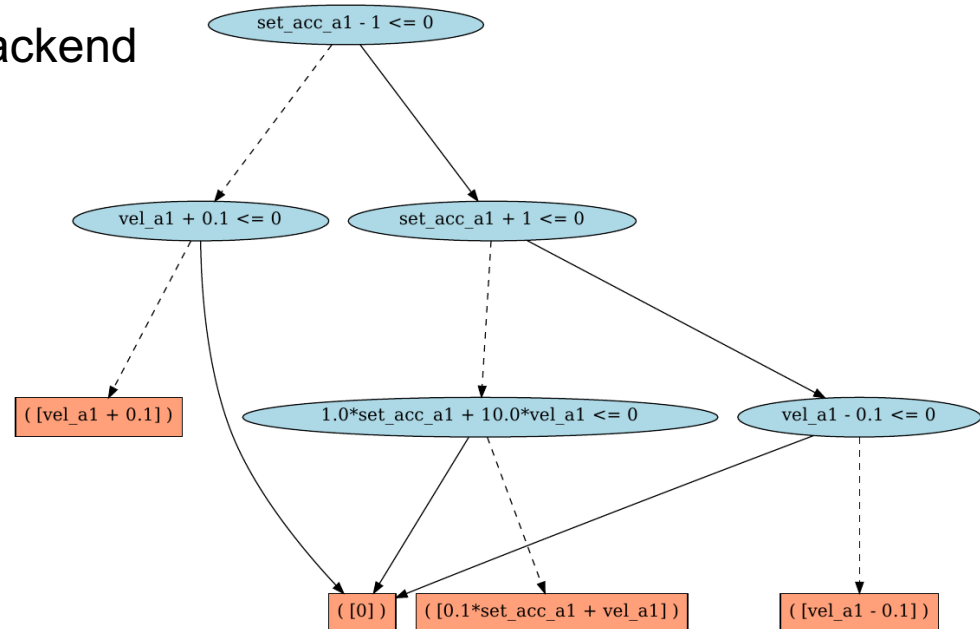 set_acc_a1 - 1 <= 0
ackend
vel_a1 + 0.1 <= 0
set_acc_a1 + 1 <= 0
( [vel_a1 + 0.1] )
1.0*set_acc_a1 + 10.0*vel_a1 <= 0
vel_a1 - 0.1 <= 0
( [0] )
( [0.1*set_acc_a1 + vel_a1] )
( [vel_a1 - 0.1] )